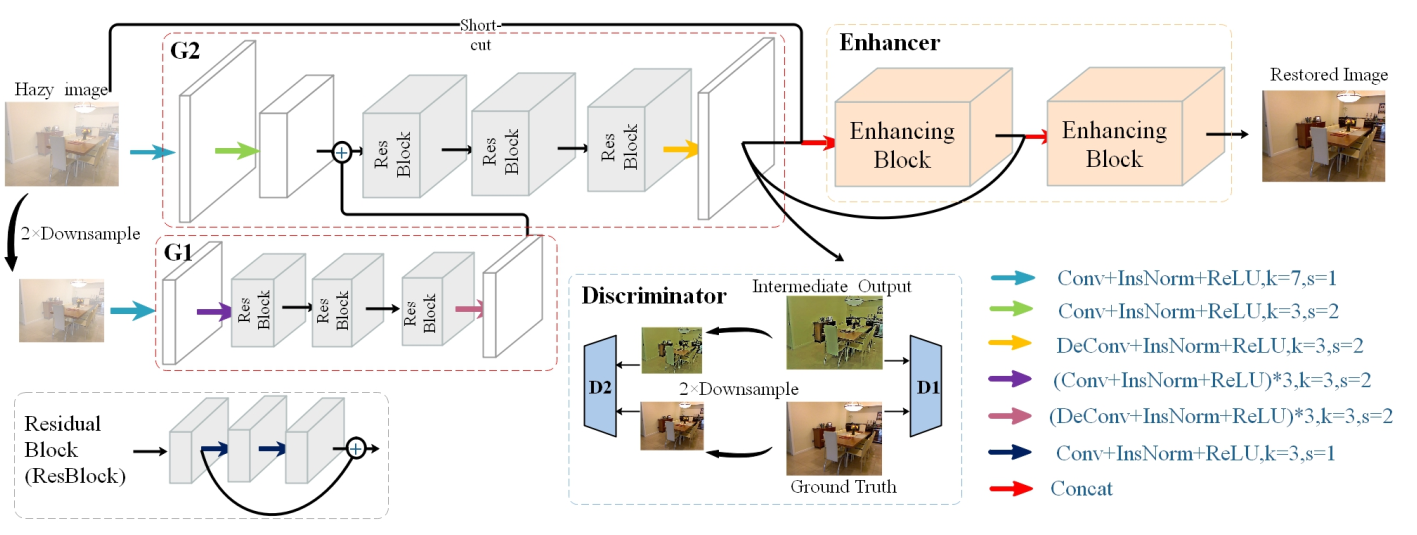 Short-
cut
G2
Enhancer
Hazy image
Restored Image
Res
Block
Res
Block
Res
Block
Enhancing
Block
Enhancing
Block
2×Downsample
G1
Res
Block
Res
Block
Res
Block
Discriminator
Intermediate Output
D2
2×Downsample
D1
Ground Truth
Conv+InsNorm+ReLU,k=7,s=1
Conv+InsNorm+ReLU,k=3,s=2
DeConv+InsNorm+ReLU,k=3,s=2
(Conv+InsNorm+ReLU)*3,k=3,s=2
(DeConv+InsNorm+ReLU)*3,k=3,s=2
Conv+InsNorm+ReLU,k=3,s=1
Concat
Residual
Block
(ResBlock)